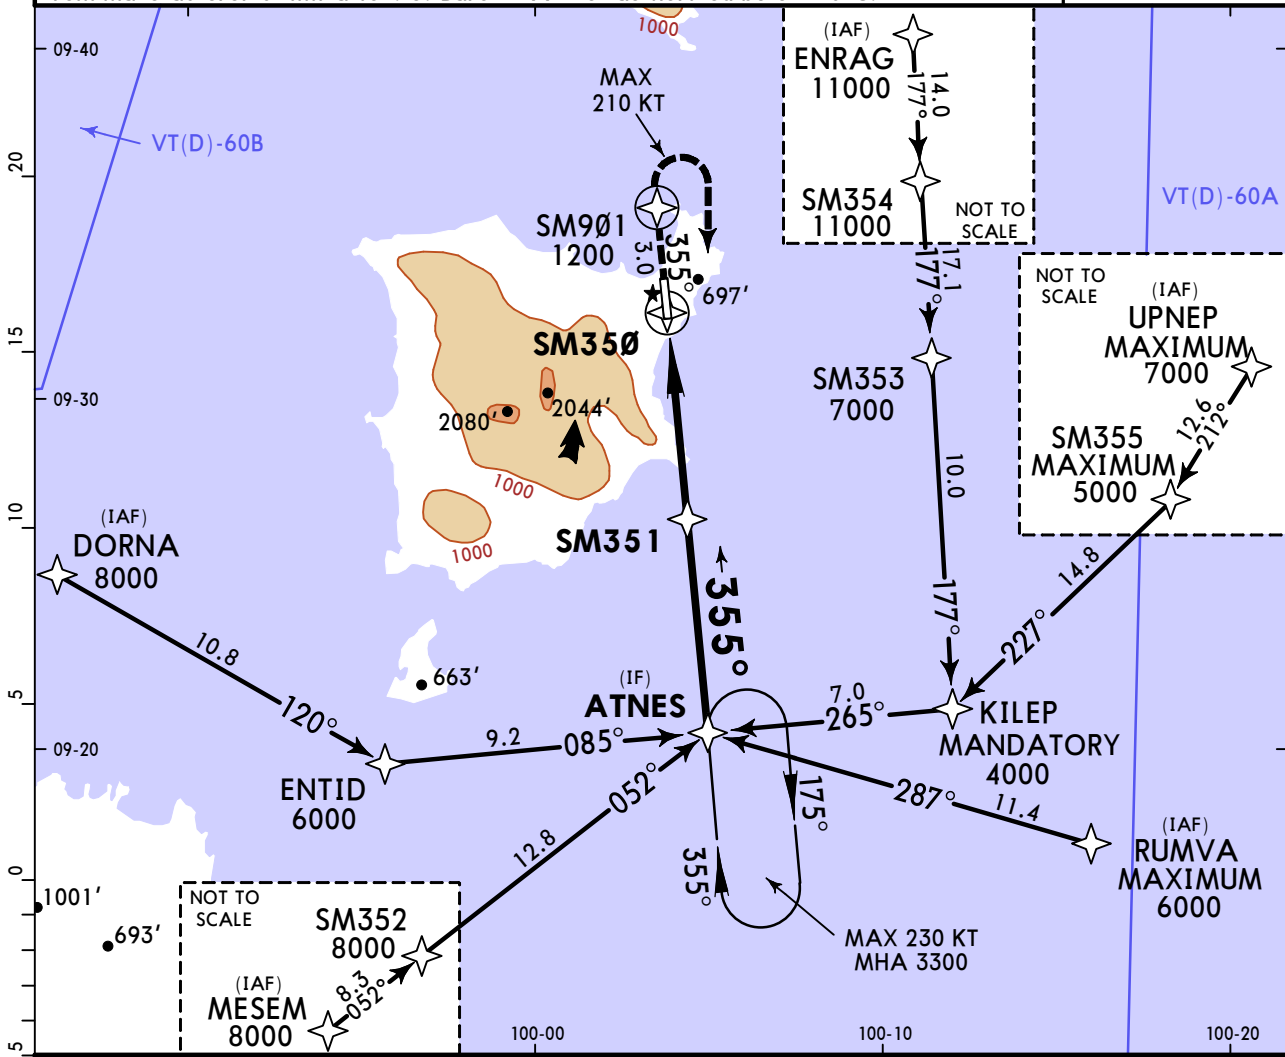 1000
09-40
MAX
210 KT
(IAF)
ENRAG
11000
14.0
177°
VT(D)-60B
20
SM354
11000
NOT TO
SCALE
VT(D)-60A
SM9Ø1
1200
3.0
355°
697'
17.1
177°
NOT TO
SCALE
(IAF)
UPNEP
MAXIMUM
7000
15
SM35Ø
SM353
7000
09-30
2080'
2044'
12.6
212°
SM355
MAXIMUM
5000
1000
10.0
10
1000
SM351
(IAF)
DORNA
8000
14.8
355°
177°
227°
10.8
663'
(IF)
ATNES
7.0
265°
KILEP
MANDATORY
4000
5
120°
9.2
085°
09-20
ENTID
6000
052°
175°
287°
11.4
(IAF)
RUMVA
MAXIMUM
6000
12.8
355°
0
1001'
NOT TO
SCALE
693'
SM352
8000
MAX 230 KT
MHA 3300
8.3
052°
(IAF)
MESEM
8000
100-00
100-10
100-20
5